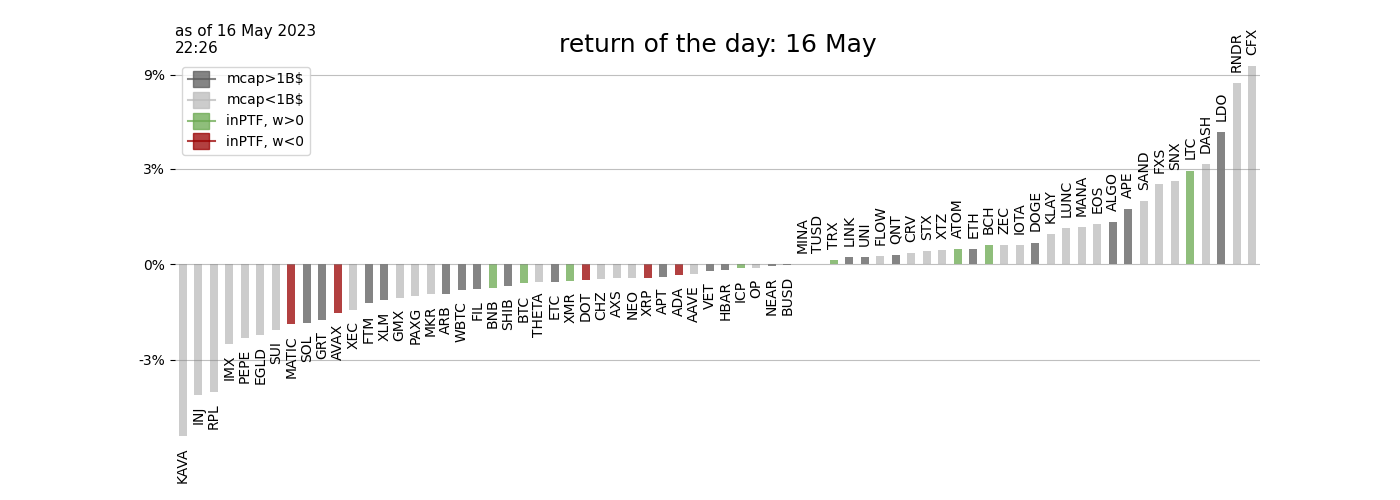 as of 16 May 2023
22:26
return of the day: 16 May
mcap>1B$
mcap<1B$
inPTF, w>0
inPTF, w<0
9%
3%
0%
-3%
KAVA
INJ
RPL
IMX
PEPE
EGLD
SUI
MATIC
SOL
GRT
AVAX
XEC
FTM
XLM
GMX
PAXG
MKR
ARB
WBTC
FIL
BNB
SHIB
BTC
THETA
ETC
XMR
DOT
CHZ
AXS
NEO
XRP
APT
ADA
AAVE
VET
HBAR
ICP
OP
NEAR
BUSD
MINA
TUSD
TRX
LINK
UNI
FLOW
QNT
CRV
STX
XTZ
ATOM
ETH
BCH
ZEC
IOTA
DOGE
KLAY
LUNC
MANA
EOS
ALGO
APE
SAND
FXS
SNX
LTC
DASH
LDO
RNDR
CFX